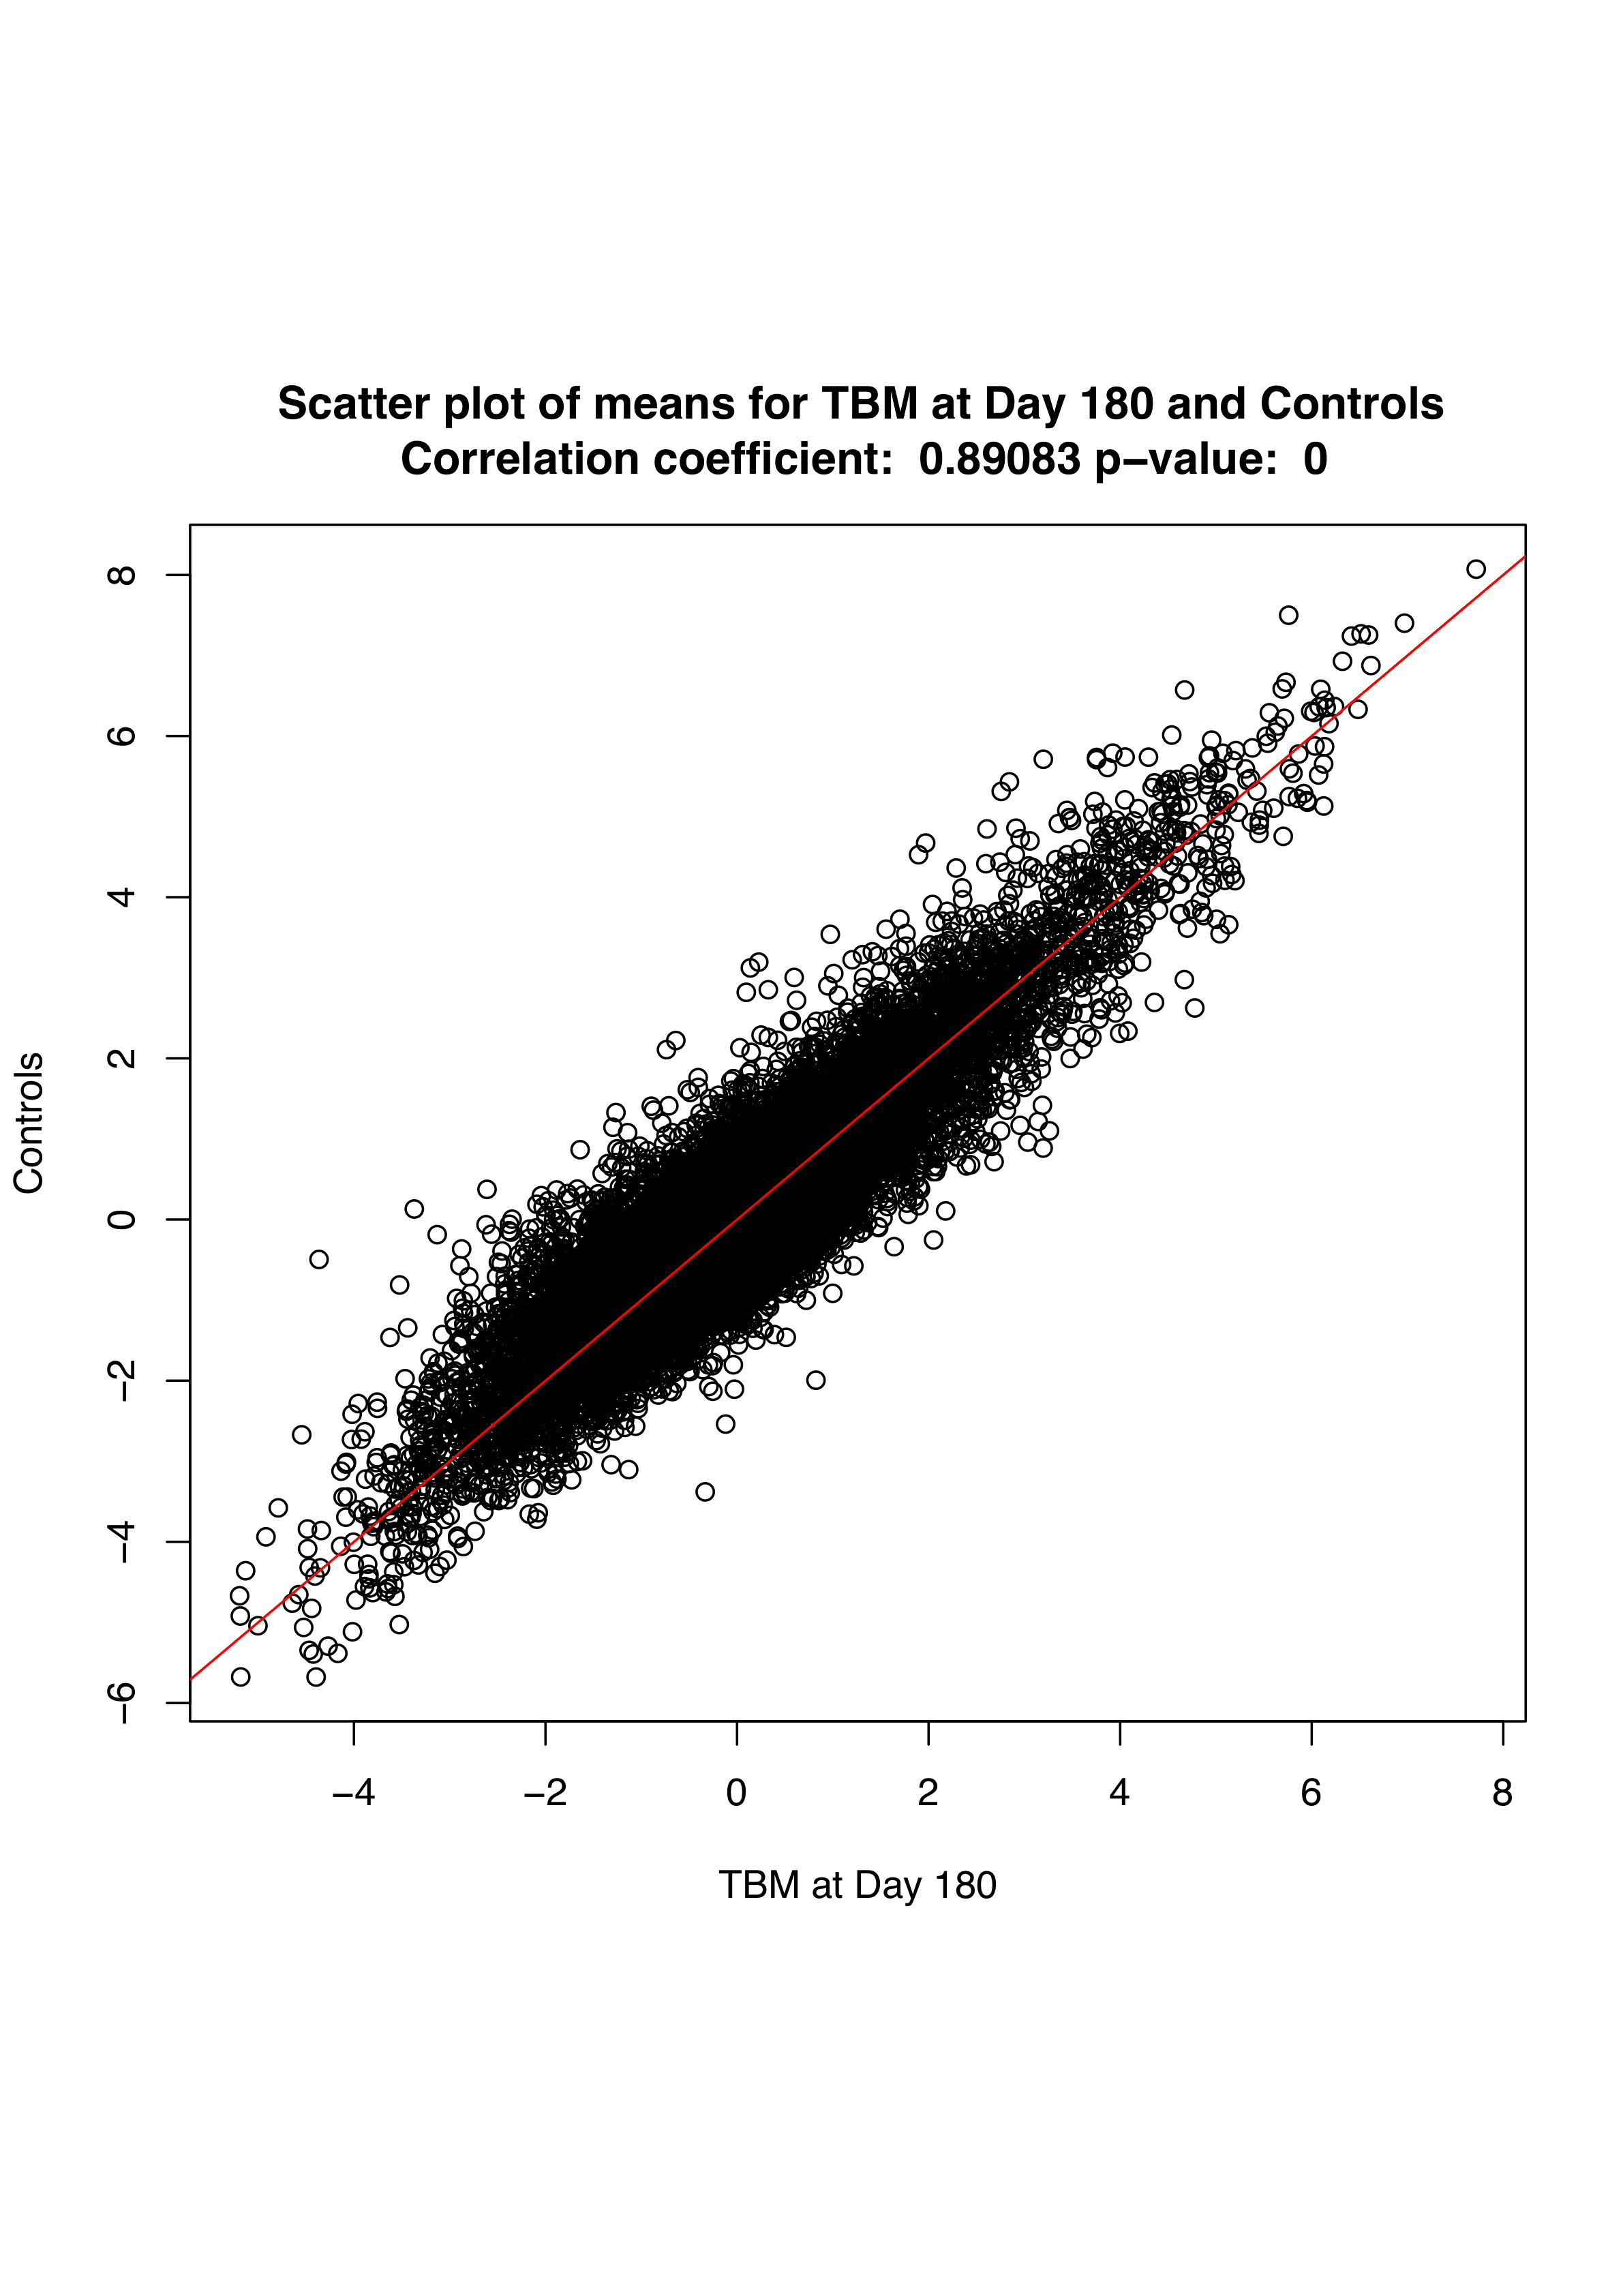 Scatter plot of means for TBM at Day 180 and Controls
Correlation coefficient: 0.89083 p−value: 0
8
6
4
2
0
−2
−4
−6
Controls
−4 −2 0 2 4 6 8
TBM at Day 180